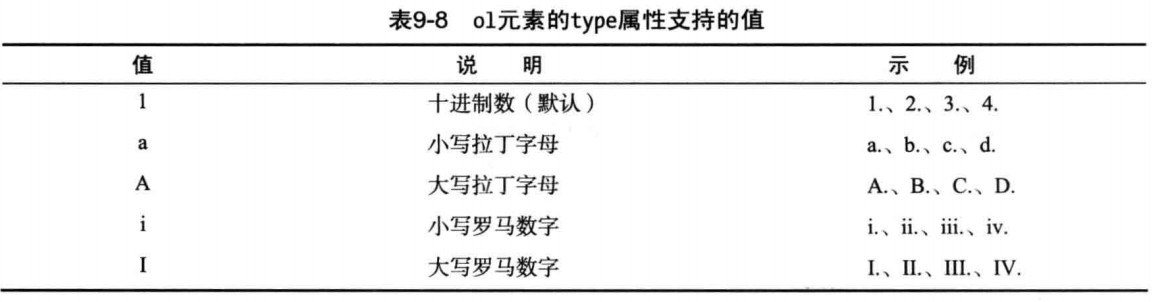 表9-8 ol元素的type属性支持的值
值 说 明 示 例
1 十进制数（默认） 1.、2.、3.、4.
a 小写拉丁字母 a.、b.、c.、d.
A 大写拉丁字母 A.、B.、C.、D.
i 小写罗马数字 i.、ii.、iii.、iv.
I 大写罗马数字 I.、II.、III.、IV.